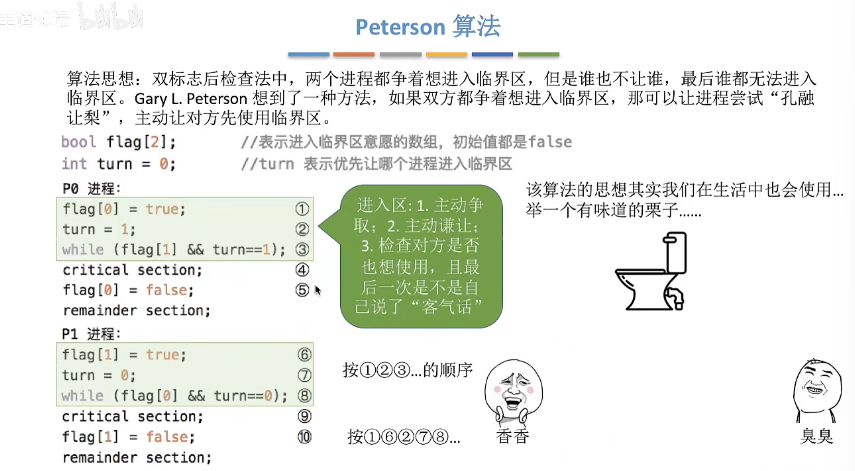 Peterson 算法
算法思想：双标志后检查法中，两个进程都争着想进入临界区，但是谁也不让谁，最后谁都无法进入
临界区。Gary L. Peterson 想到了一种方法，如果双方都争着想进入临界区，那可以让进程尝试“孔融
让梨”，主动让对方先使用临界区。
bool flag[2]; //表示进入临界区意愿的数组，初始值都是false
int turn = 0; //turn 表示优先让哪个进程进入临界区
P0 进程：
flag[0] = true; ①
turn = 1; ②
while (flag[1] && turn==1); ③
critical section; ④
flag[0] = false; ⑤
remainder section;
进入区: 1. 主动争
取；2. 主动谦让；
3. 检查对方是否
也想使用，且最
后一次是不是自
己说了“客气话”
该算法的思想其实我们在生活中也会使用...
举一个有味道的栗子......
P1 进程：
flag[1] = true; ⑥
turn = 0; ⑦
while (flag[0] && turn==0); ⑧
critical section; ⑨
flag[1] = false; ⑩
remainder section;
按①②③...的顺序
按①⑥②⑦⑧...
香香
臭臭